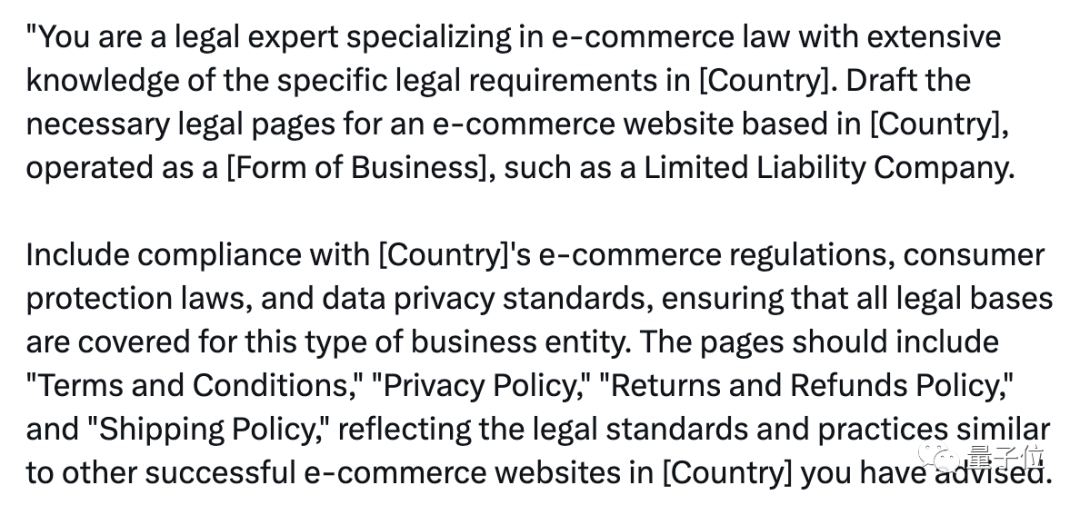 "You are a legal expert specializing in e-commerce law with extensive
knowledge of the specific legal requirements in [Country]. Draft the
necessary legal pages for an e-commerce website based in [Country],
operated as a [Form of Business], such as a Limited Liability Company.
Include compliance with [Country]'s e-commerce regulations, consumer
protection laws, and data privacy standards, ensuring that all legal bases
are covered for this type of business entity. The pages should include
"Terms and Conditions," "Privacy Policy," "Returns and Refunds Policy,"
and "Shipping Policy," reflecting the legal standards and practices similar
to other successful e-commerce websites in [Country] you have advised.
量子位